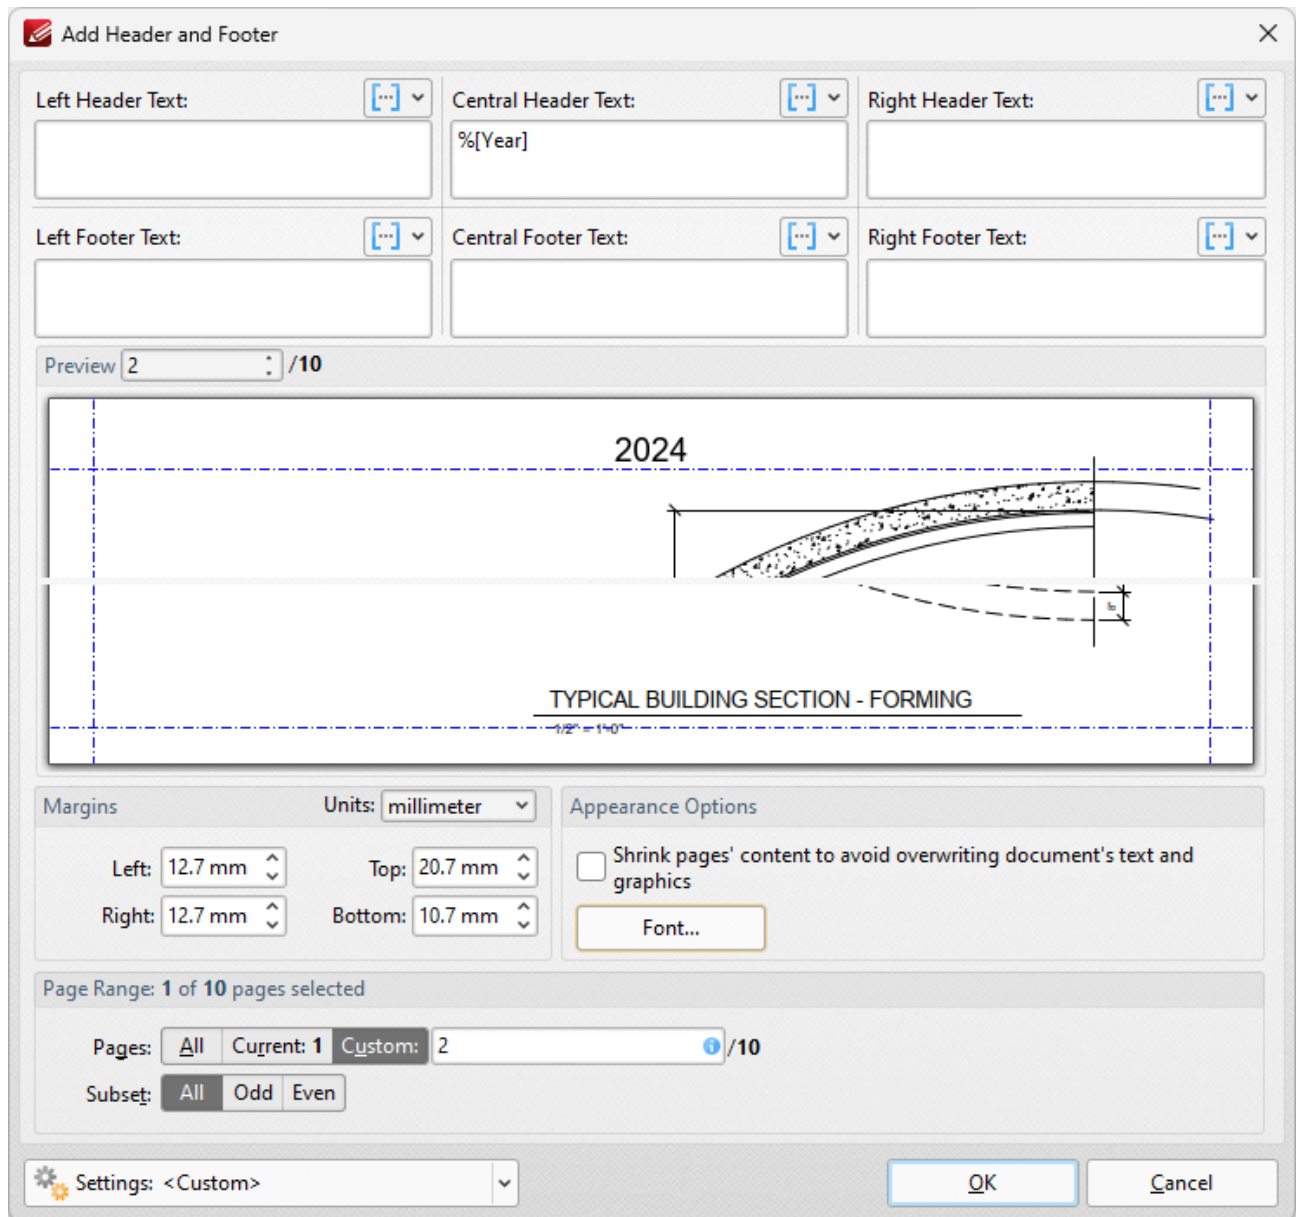 Add Header and Footer
Left Header Text:
Central Header Text:
Right Header Text:
%[Year]
Left Footer Text:
Central Footer Text:
Right Footer Text:
Preview 2 /10
2024
TYPICAL BUILDING SECTION - FORMING
1/2" = 1'-0"
Margins Units: millimeter
Appearance Options
Left: 12.7 mm Top: 20.7 mm
Right: 12.7 mm Bottom: 10.7 mm
Shrink pages' content to avoid overwriting document's text and
graphics
Font...
Page Range: 1 of 10 pages selected
Pages: All Current: 1 Custom: 2 /10
Subset: All Odd Even
Settings: <Custom>
OK
Cancel